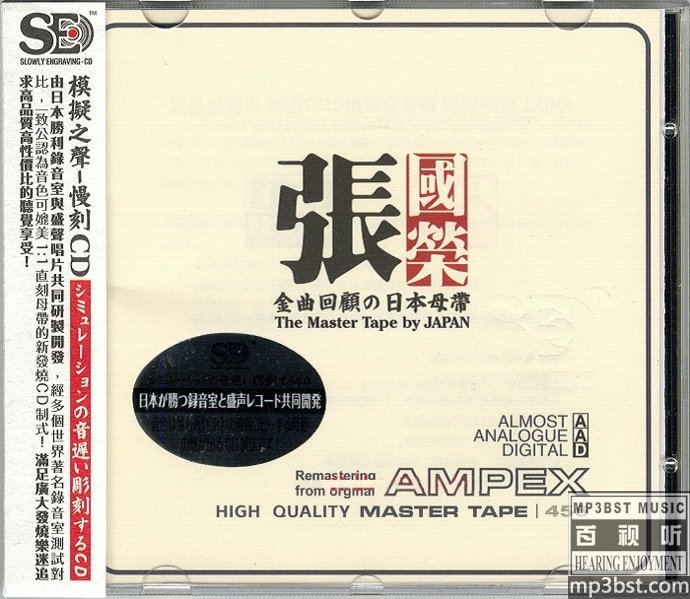 SED™
SLOWLY ENGRAVING-CD
模擬之聲-慢刻CD シミュレーションの音遅い彫刻するCD
由日本勝利錄音室與盛聲唱片共同研製開發，經多個世界著名錄音室測試對
比，一致公認為音色可媲美1:1直刻母帶的新發燒CD制式！滿足廣大發燒樂迷追
求高品質高性價比的聽覺享受！
張
國
榮
金曲回顧の日本母帶
The Master Tape by JAPAN
日本が勝つ録音室と盛声レコード共同開発
ALMOST A
ANALOGUE A
DIGITAL D
Remastering
from orgmal
AMPEX
HIGH QUALITY MASTER TAPE | 45
MP3BST MUSIC
百视听
HEARING ENJOYMENT
mp3bst.com